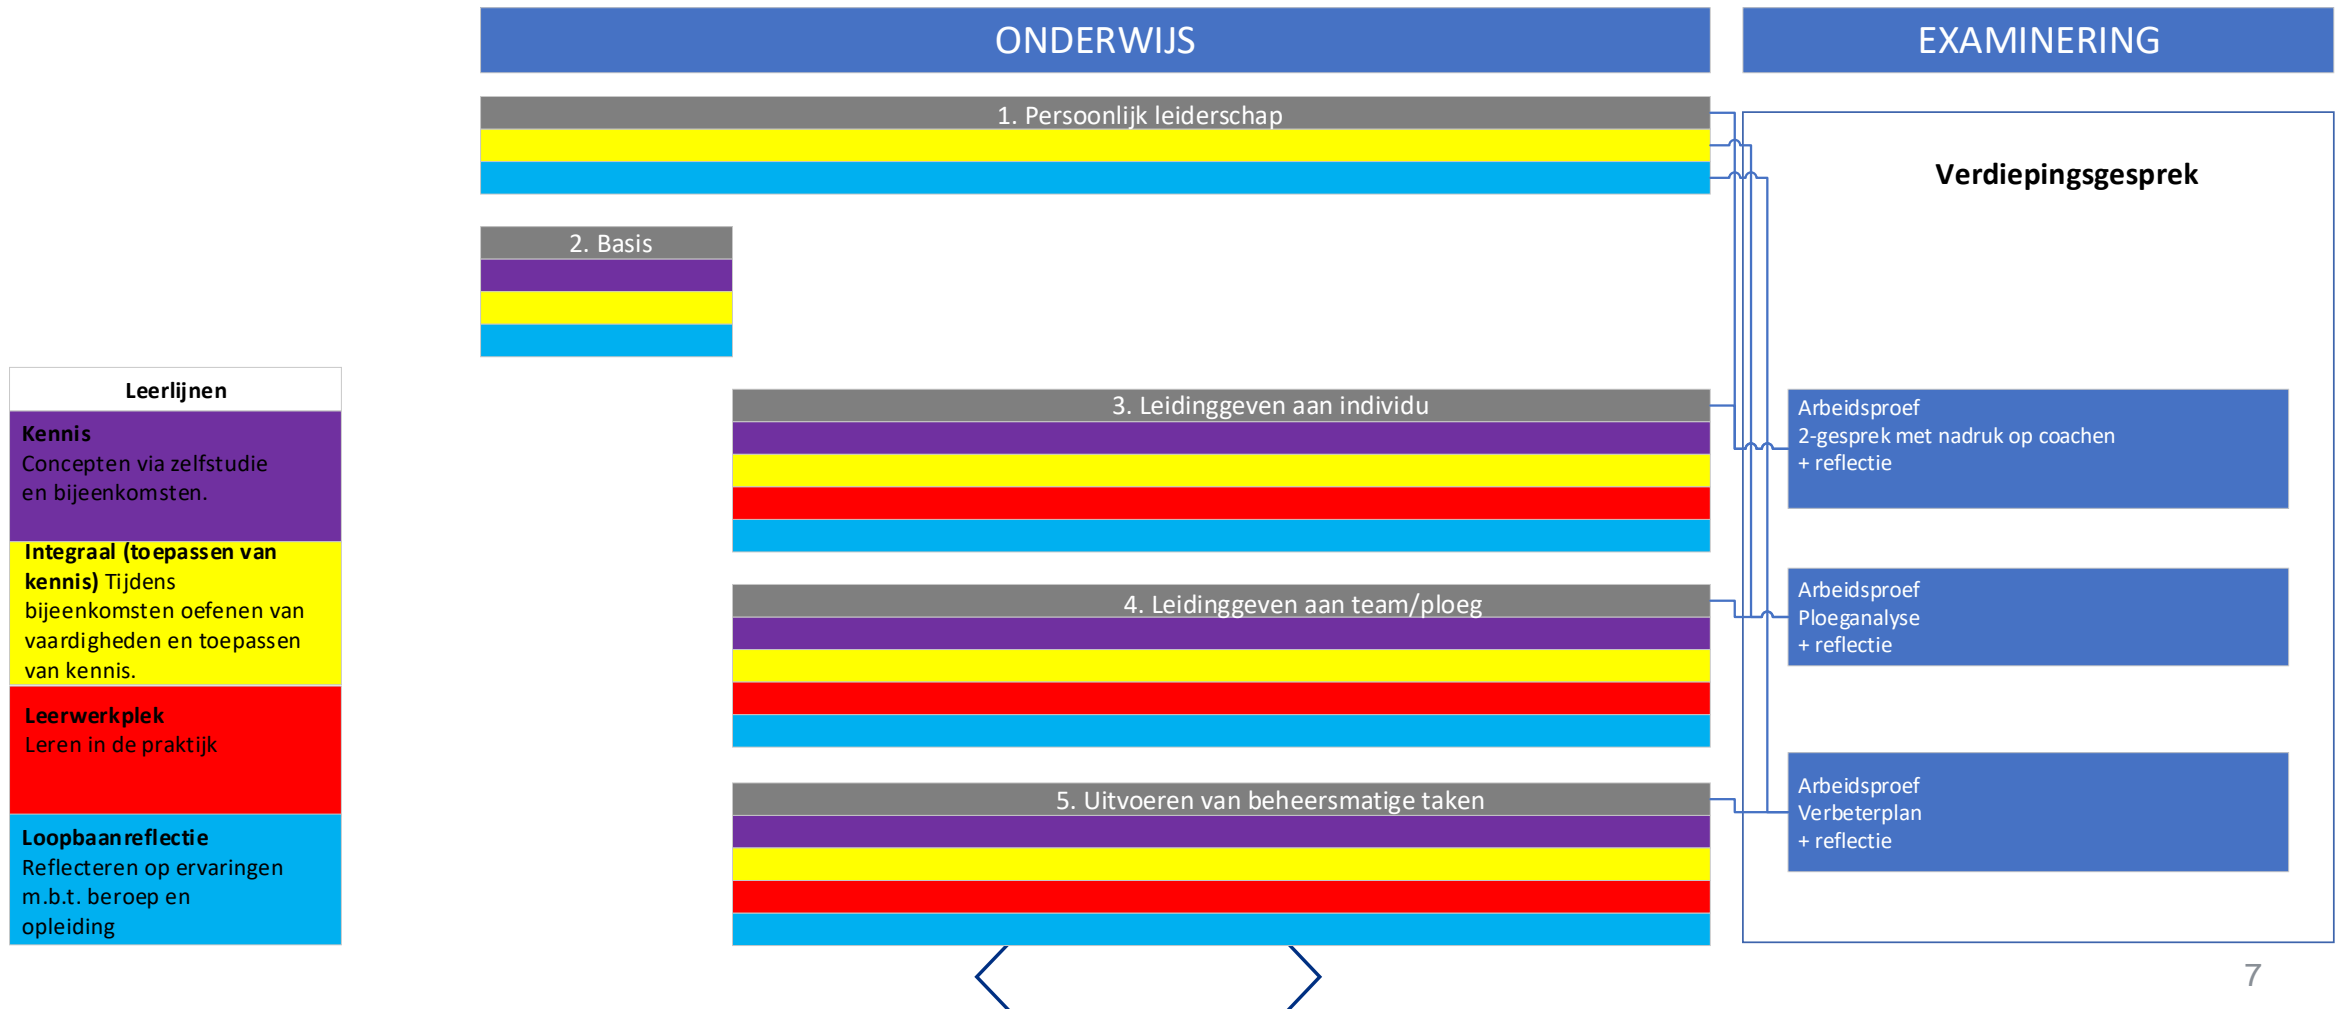 ONDERWIJS
EXAMINERING
1. Persoonlijk leiderschap
Verdiepingsgesprek
2. Basis
Leerlijnen
Kennis
Concepten via zelfstudie
en bijeenkomsten.
Integraal (toepassen van
kennis) Tijdens
bijeenkomsten oefenen van
vaardigheden en toepassen
van kennis.
Leerwerkplek
Leren in de praktijk
Loopbaanreflectie
Reflecteren op ervaringen
m.b.t. beroep en
opleiding
3. Leidinggeven aan individu
Arbeidsproef
2-gesprek met nadruk op coachen
+ reflectie
4. Leidinggeven aan team/ploeg
Arbeidsproef
Ploeganalyse
+ reflectie
5. Uitvoeren van beheersmatige taken
Arbeidsproef
Verbeterplan
+ reflectie
7